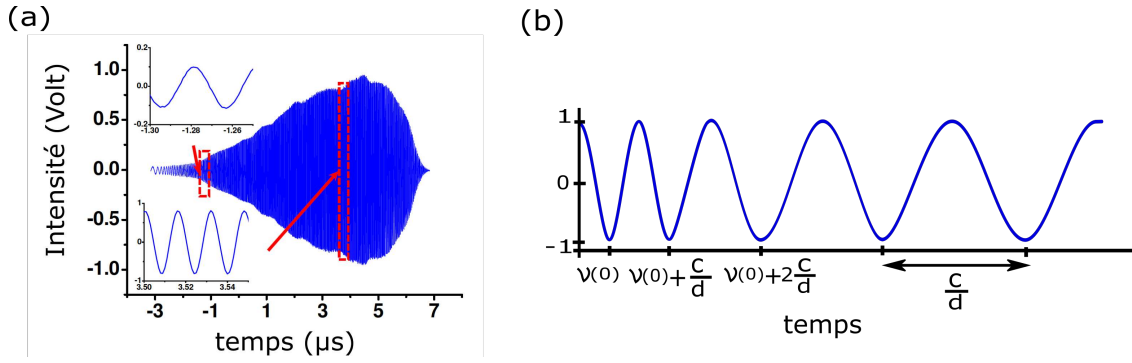 (a)
(b)
Intensité (Volt)
1.0
0.5
0.0
-0.5
-1.0
0.2
0.0
-0.2
-1.30 -1.28 -1.26
1
0
-1
3.50 3.52 3.54
-3 -1 1 3 5 7
temps (µs)
1
0
-1
ν(0) ν(0)+c/d ν(0)+2c/d c/d
temps